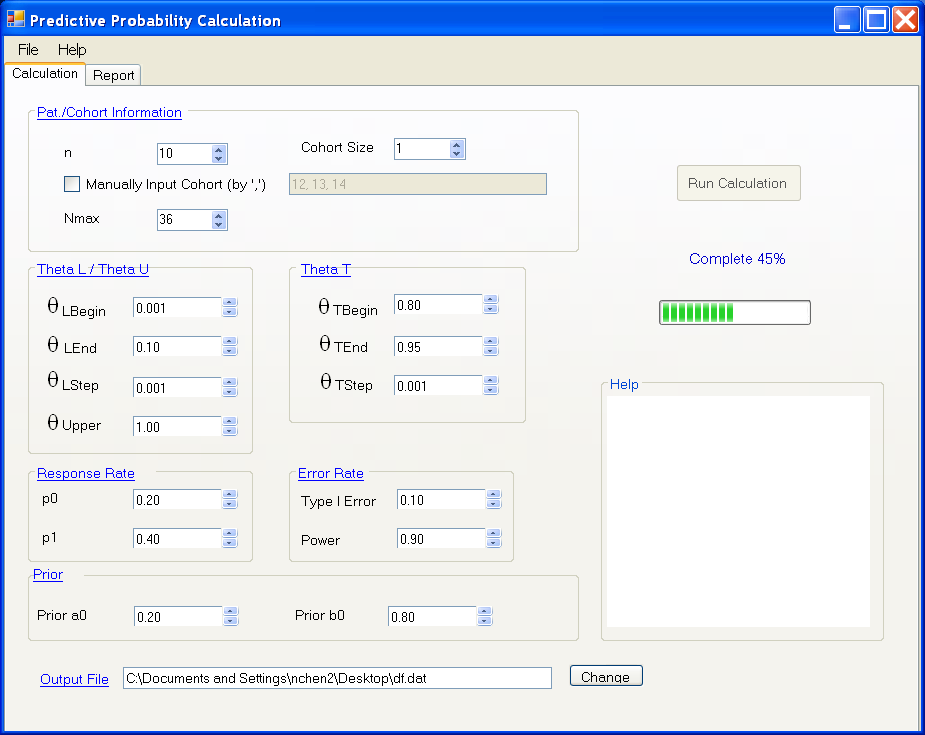 Predictive Probability Calculation
File Help
Calculation Report
Pat./Cohort Information
n 10 Cohort Size 1
Manually Input Cohort (by ',') 12, 13, 14
Nmax 36
Run Calculation
Complete 45%
Theta L / Theta U
θ LBegin 0.001
θ LEnd 0.10
θ LStep 0.001
θ Upper 1.00
Theta T
θ TBegin 0.80
θ TEnd 0.95
θ TStep 0.001
Help
Response Rate
p0 0.20
p1 0.40
Error Rate
Type I Error 0.10
Power 0.90
Prior
Prior a0 0.20 Prior b0 0.80
Output File C:\Documents and Settings\nchen2\Desktop\df.dat Change